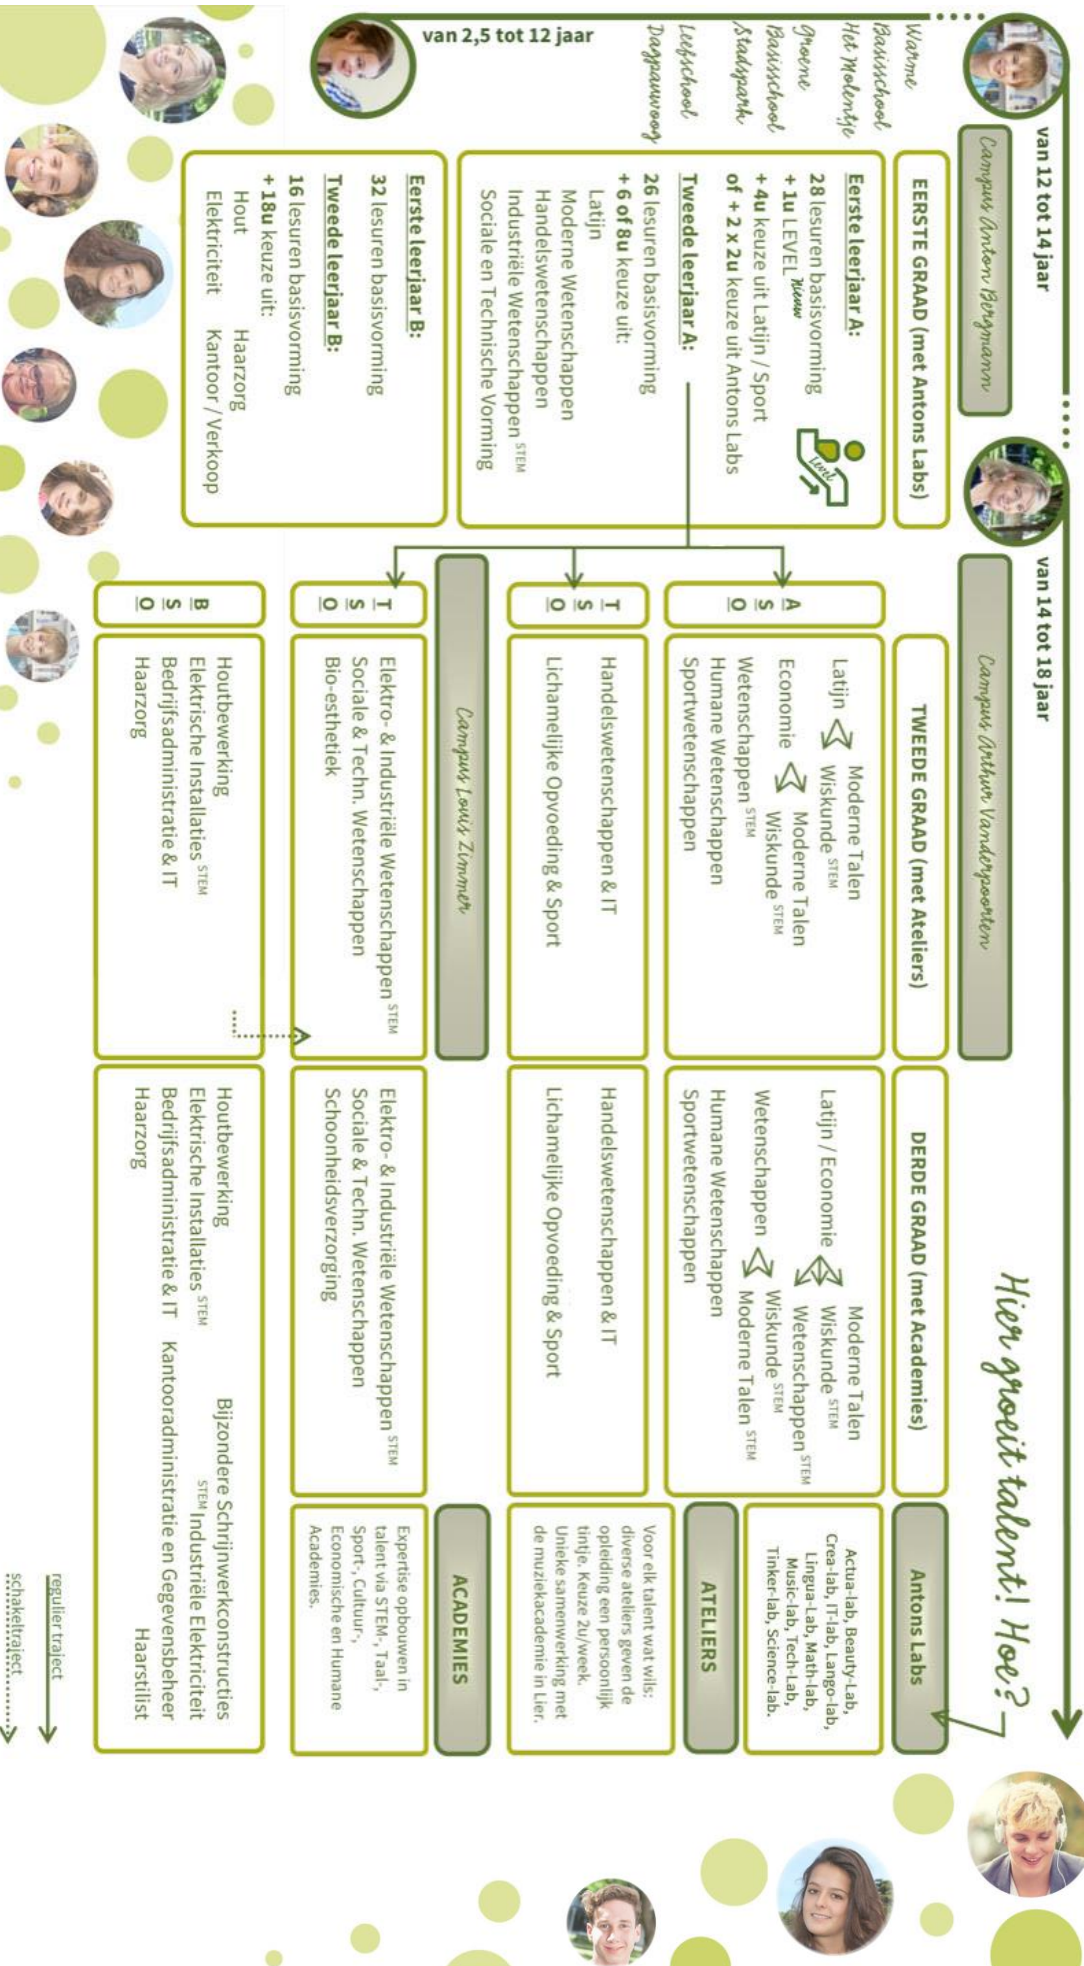 van 2,5 tot 12 jaar
Warme
Basisschool
Het Molentje
Groene
Basisschool
Stadspark
Leefschool
Dagpauwoog
van 12 tot 14 jaar
Campus Anton Bergmann
EERSTE GRAAD (met Antons Labs)
Eerste leerjaar A:
28 lesuren basisvorming
+ 1u LEVEL Nieuw
+ 4u keuze uit Latijn / Sport
of + 2 x 2u keuze uit Antons Labs
Level
Tweede leerjaar A:
26 lesuren basisvorming
+ 6 of 8u keuze uit:
Latijn
Moderne Wetenschappen
Handelswetenschappen
Industriële Wetenschappen STEM
Sociale en Technische Vorming
Eerste leerjaar B:
32 lesuren basisvorming
Tweede leerjaar B:
16 lesuren basisvorming
+ 18u keuze uit:
Hout Haarzorg
Elektriciteit Kantoor / Verkoop
van 14 tot 18 jaar
Campus Arthur Vanderpoorten
TWEEDE GRAAD (met Ateliers)
A
S
O
Moderne Talen
Latijn Wiskunde STEM
Moderne Talen
Economie Wiskunde STEM
Wetenschappen STEM
Humane Wetenschappen
Sportwetenschappen
T
S
O
Handelswetenschappen & IT
Lichamelijke Opvoeding & Sport
Campus Louis Zimmer
T
S
O
Elektro- & Industriële Wetenschappen STEM
Sociale & Techn. Wetenschappen
Bio-esthetiek
B
S
O
Houtbewerking
Elektrische Installaties STEM
Bedrijfsadministratie & IT
Haarzorg
DERDE GRAAD (met Academies)
Moderne Talen
Latijn / Economie Wiskunde STEM
Wetenschappen STEM
Wiskunde STEM
Wetenschappen Moderne Talen STEM
Humane Wetenschappen
Sportwetenschappen
Handelswetenschappen & IT
Lichamelijke Opvoeding & Sport
Elektro- & Industriële Wetenschappen STEM
Sociale & Techn. Wetenschappen
Schoonheidsverzorging
Houtbewerking Bijzondere Schrijnwerkconstructies
Elektrische Installaties STEM STEM Industriële Elektriciteit
Bedrijfsadministratie & IT Kantooradministratie en Gegevensbeheer
Haarzorg Haarstilist
Hier groeit talent! Hoe?
Antons Labs
Actua-lab, Beauty-Lab,
Crea-lab, IT-lab, Lango-lab,
Lingua-Lab, Math-lab,
Music-lab, Tech-Lab,
Tinker-lab, Science-lab.
ATELIERS
Voor elk talent wat wils:
diverse ateliers geven de
opleiding een persoonlijk
tintje. Keuze 2u/week.
Unieke samenwerking met
de muziekacademie in Lier.
ACADEMIES
Expertise opbouwen in
talent via STEM-, Taal-,
Sport-, Cultuur-,
Economische en Humane
Academies.
regulier traject
schakeltraject